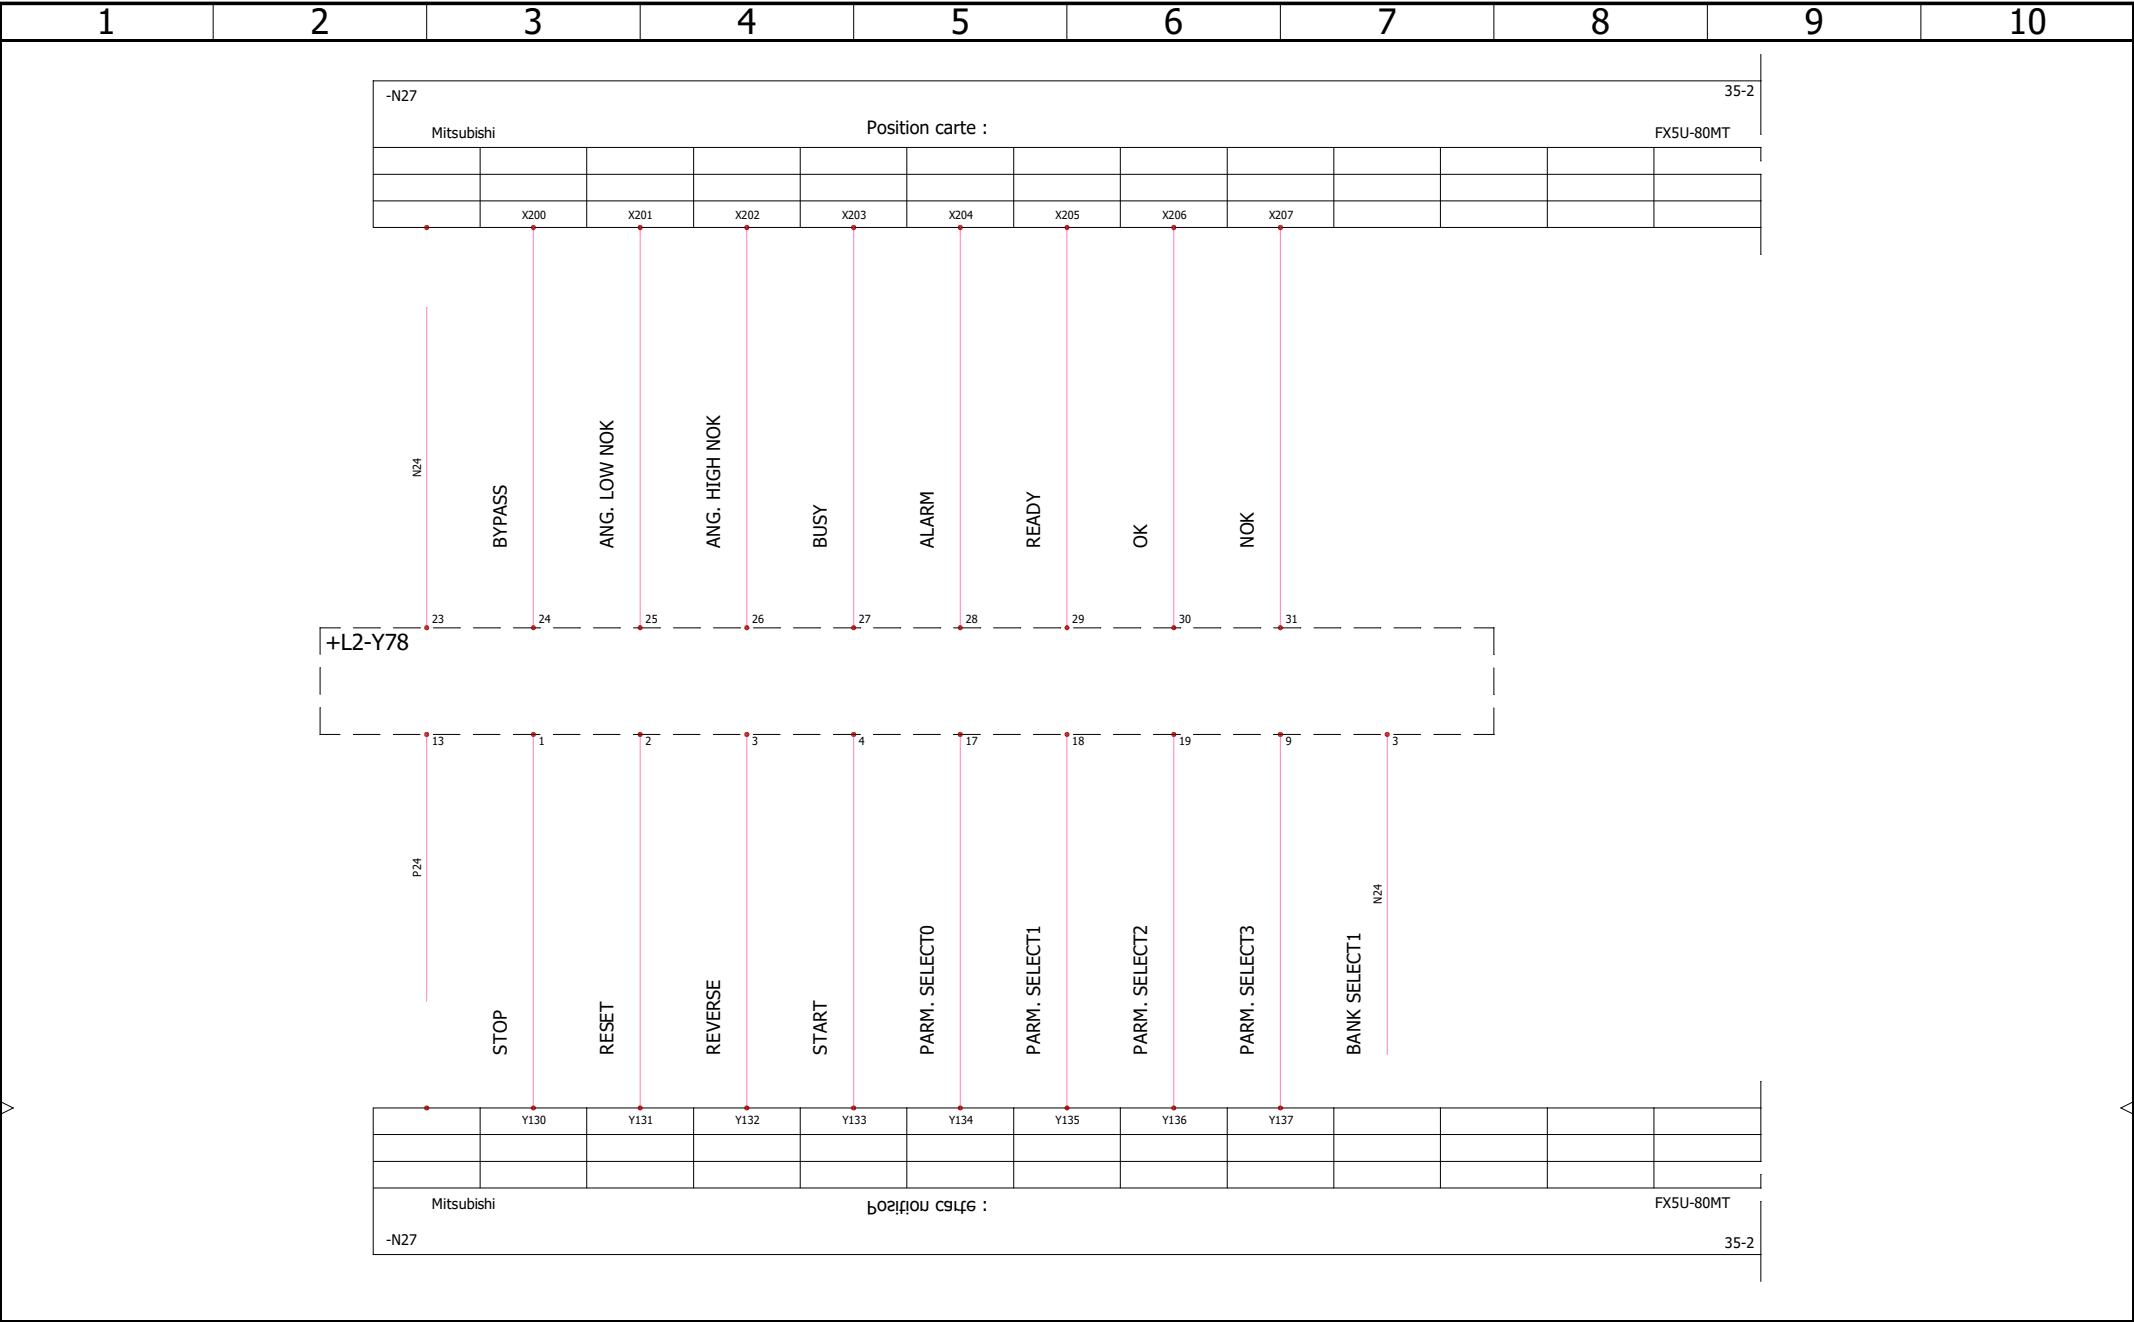 1 2 3 4 5 6 7 8 9 10
-N27 35-2
Mitsubishi Position carte : FX5U-80MT
X200 X201 X202 X203 X204 X205 X206 X207
N24
BYPASS
ANG. LOW NOK
ANG. HIGH NOK
BUSY
ALARM
READY
OK
NOK
23 24 25 26 27 28 29 30 31
+L2-Y78
13 1 2 3 4 17 18 19 9 3
P24
STOP
RESET
REVERSE
START
PARM. SELECT0
PARM. SELECT1
PARM. SELECT2
PARM. SELECT3
BANK SELECT1
N24
Y130 Y131 Y132 Y133 Y134 Y135 Y136 Y137
Mitsubishi Position carte : FX5U-80MT
-N27 35-2